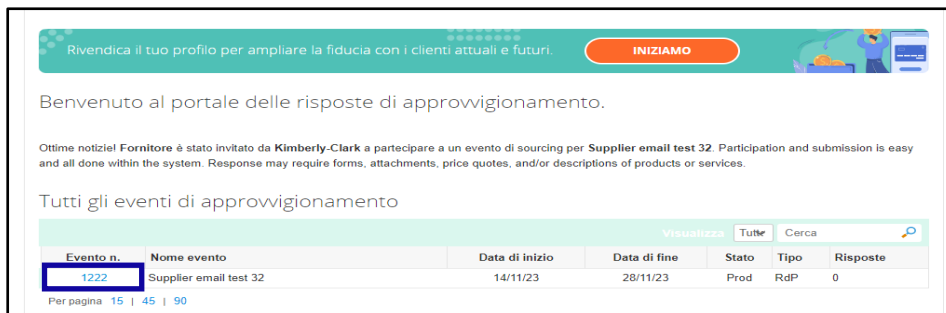 Rivendica il tuo profilo per ampliare la fiducia con i clienti attuali e futuri. INIZIAMO
Benvenuto al portale delle risposte di approvvigionamento.
Ottime notizie! Fornitore è stato invitato da Kimberly-Clark a partecipare a un evento di sourcing per Supplier email test 32. Participation and submission is easy
and all done within the system. Response may require forms, attachments, price quotes, and/or descriptions of products or services.
Tutti gli eventi di approvvigionamento
Visualizza Tutte Cerca
Evento n. Nome evento Data di inizio Data di fine Stato Tipo Risposte
1222 Supplier email test 32 14/11/23 28/11/23 Prod RdP 0
Per pagina 15 | 45 | 90